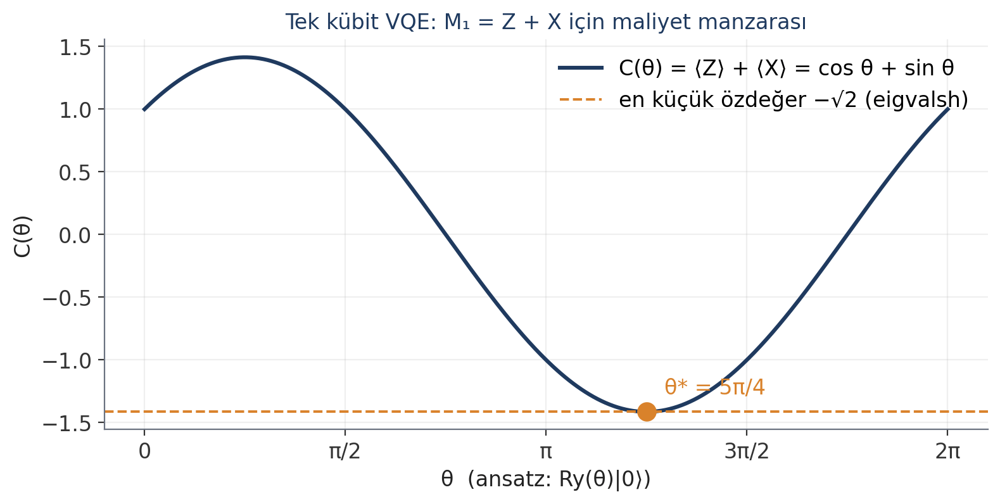 Tek kübit VQE: M₁ = Z + X için maliyet manzarası
C(θ) = ⟨Z⟩ + ⟨X⟩ = cos θ + sin θ
en küçük özdeğer −√2 (eigvalsh)
C(θ)
1.5
1.0
0.5
0.0
−0.5
−1.0
−1.5
θ* = 5π/4
0 π/2 π 3π/2 2π
θ (ansatz: Ry(θ)|0⟩)